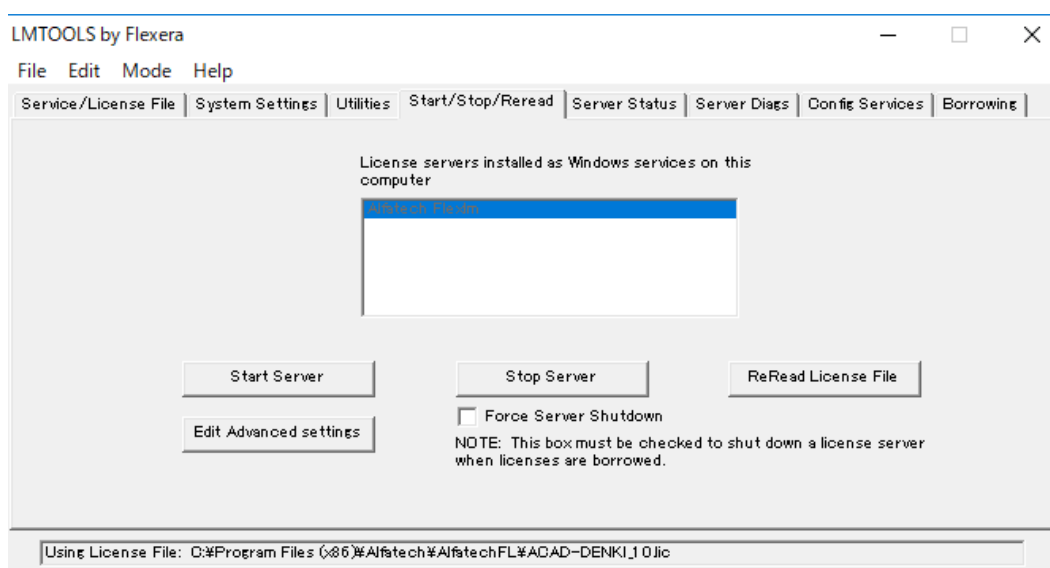 LMTOOLS by Flexera
File Edit Mode Help
Service/License File System Settings Utilities Start/Stop/Reread Server Status Server Diags Config Services Borrowing
License servers installed as Windows services on this
computer
Alfatech Flexlm
Start Server Stop Server ReRead License File
Edit Advanced settings
Force Server Shutdown
NOTE: This box must be checked to shut down a license server
when licenses are borrowed.
Using License File: C:¥Program Files (x86)¥Alfatech¥AlfatechFL¥ACAD-DENKI_10.lic